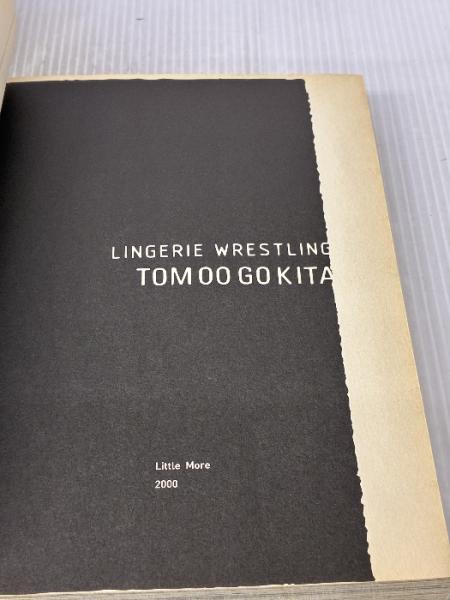 LINGERIE WRESTLING
TOMOO GOKITA
Little More
2000